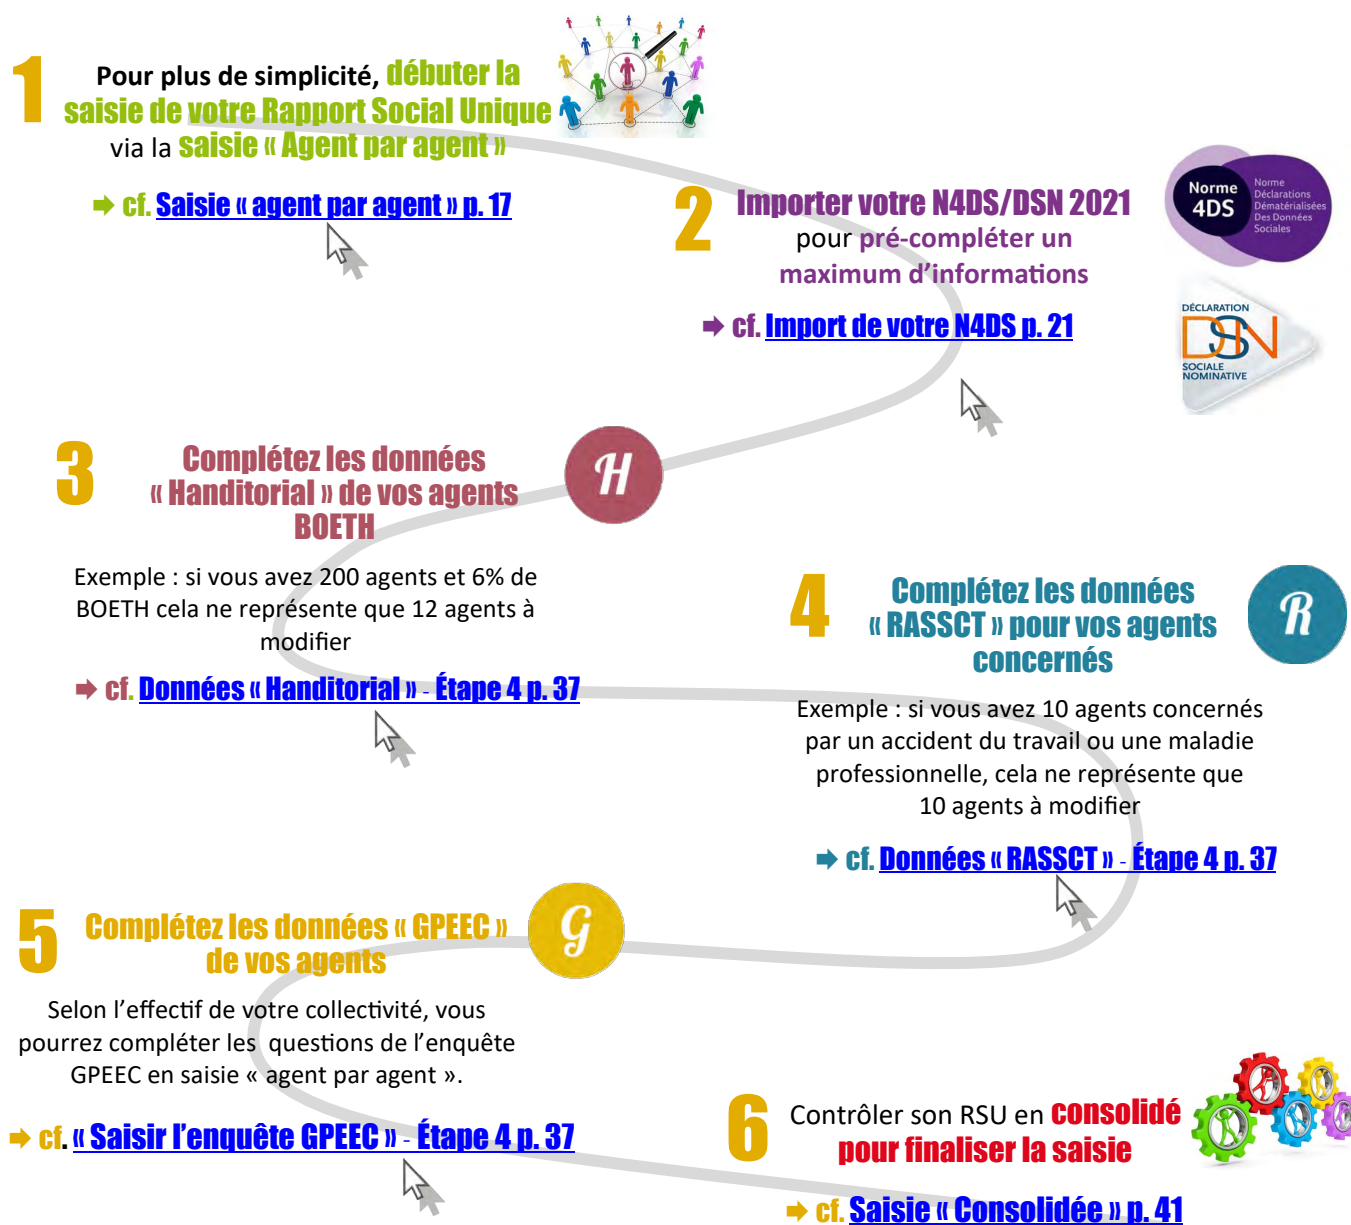 1
Pour plus de simplicité, débuter la
saisie de votre Rapport Social Unique
via la saisie « Agent par agent »
➡ cf. Saisie « agent par agent » p. 17
2
Importer votre N4DS/DSN 2021
pour pré-compléter un
maximum d’informations
➡ cf. Import de votre N4DS p. 21
Norme
4DS
Norme
Déclarations
Dématérialisées
Des Données
Sociales
DÉCLARATION
DSN
SOCIALE
NOMINATIVE
3
Complétez les données
« Handitorial » de vos agents
BOETH
H
Exemple : si vous avez 200 agents et 6% de
BOETH cela ne représente que 12 agents à
modifier
➡ cf. Données « Handitorial » - Étape 4 p. 37
4
Complétez les données
« RASSCT » pour vos agents
concernés
R
Exemple : si vous avez 10 agents concernés
par un accident du travail ou une maladie
professionnelle, cela ne représente que
10 agents à modifier
➡ cf. Données « RASSCT » - Étape 4 p. 37
5
Complétez les données « GPEEC »
de vos agents
G
Selon l’effectif de votre collectivité, vous
pourrez compléter les questions de l’enquête
GPEEC en saisie « agent par agent ».
➡ cf. « Saisir l’enquête GPEEC » - Étape 4 p. 37
6
Contrôler son RSU en consolidé
pour finaliser la saisie
➡ cf. Saisie « Consolidée » p. 41